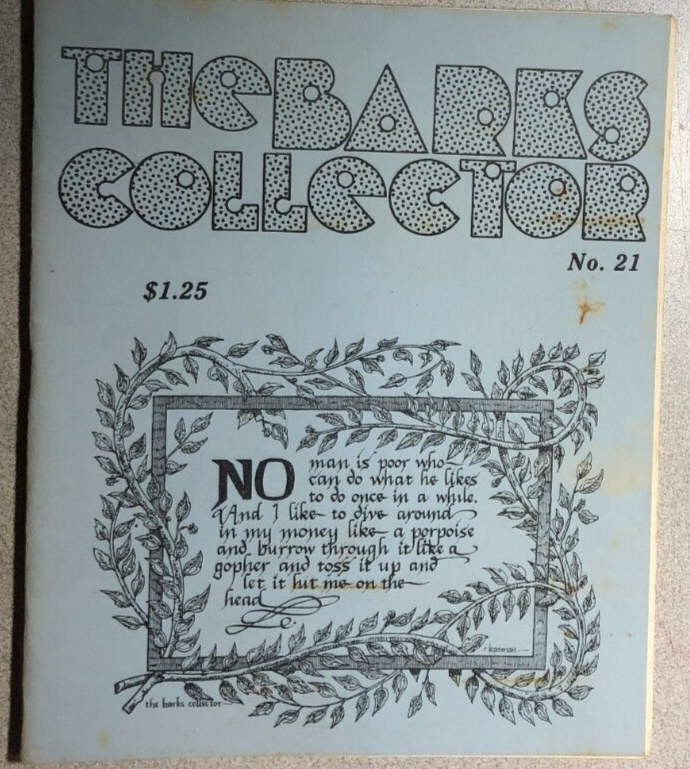 THE BARKS
COLLECTOR
No. 21
$1.25
NO man is poor who
can do what he likes
to do once in a while.
And I like to dive around
in my money like a porpoise
and burrow through it like a
gopher and toss it up and
let it hit me on the
head
the barks collector